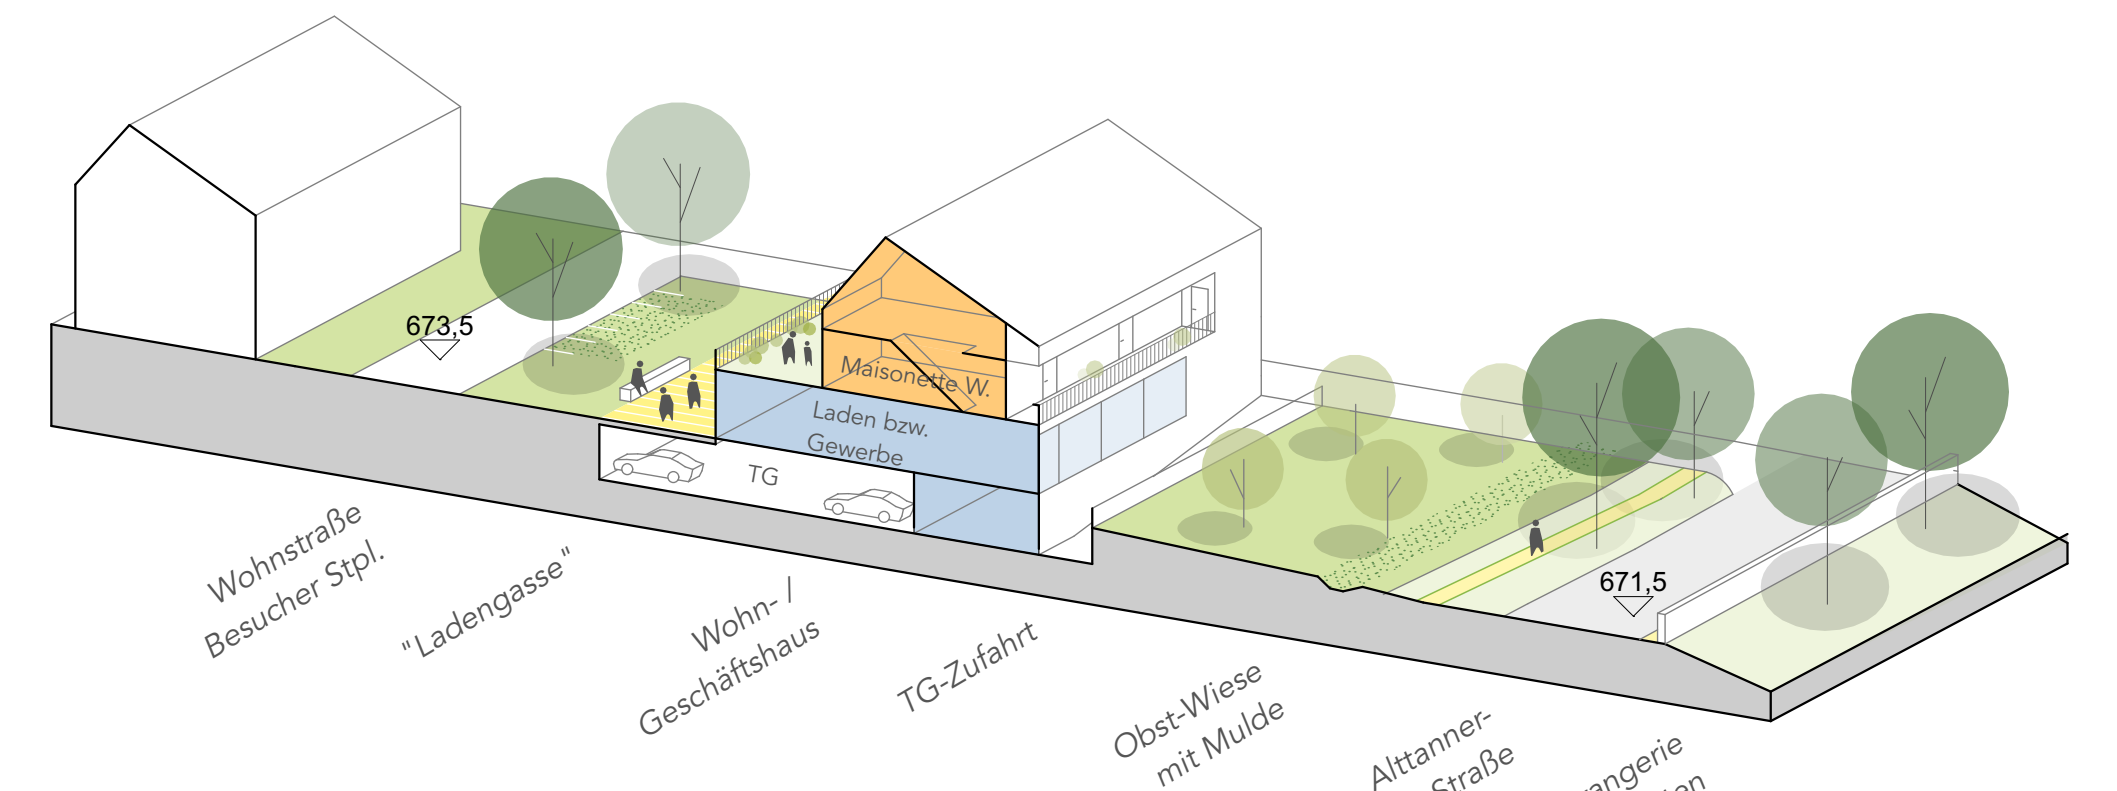 673,5
Maisonette W.
Laden bzw.
Gewerbe
TG
671,5
Wohnstraße
Besucher Stpl.
"Ladengasse"
Wohn- /
Geschäftshaus
TG-Zufahrt
Obst-Wiese
mit Mulde
Alttanner-
Straße